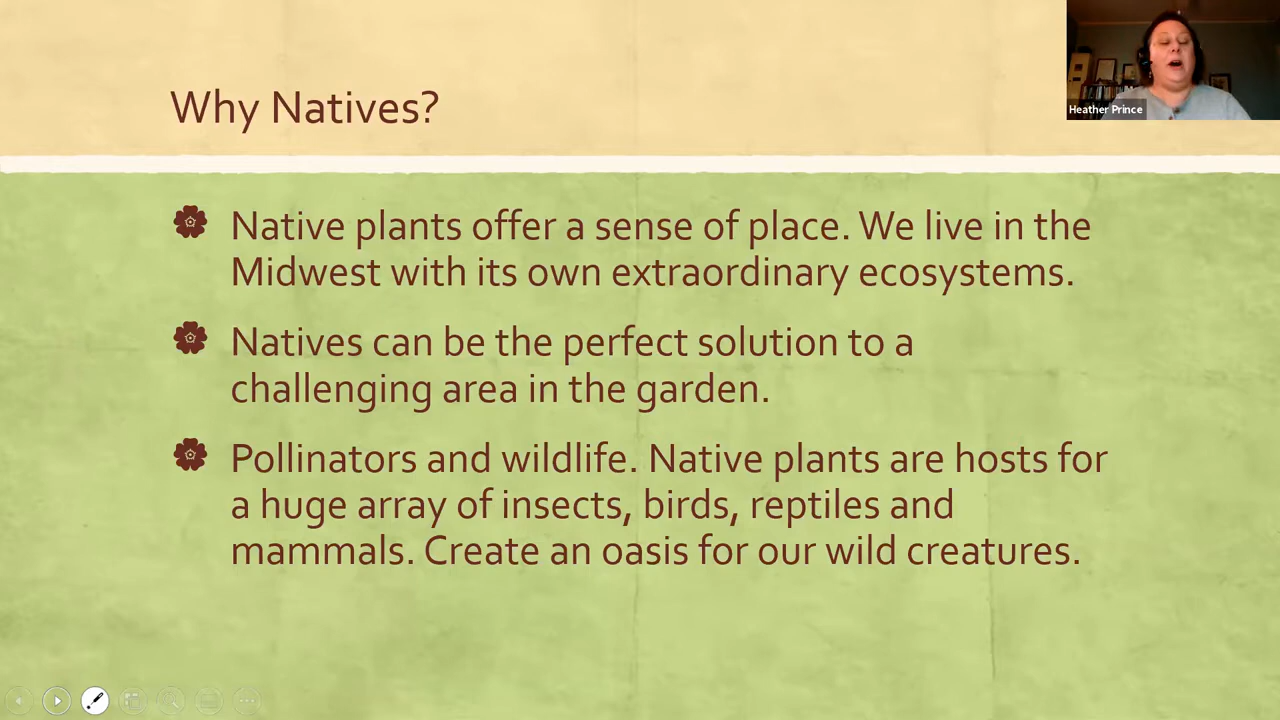 Why Natives?
Heather Prince
Native plants offer a sense of place. We live in the
Midwest with its own extraordinary ecosystems.
Natives can be the perfect solution to a
challenging area in the garden.
Pollinators and wildlife. Native plants are hosts for
a huge array of insects, birds, reptiles and
mammals. Create an oasis for our wild creatures.